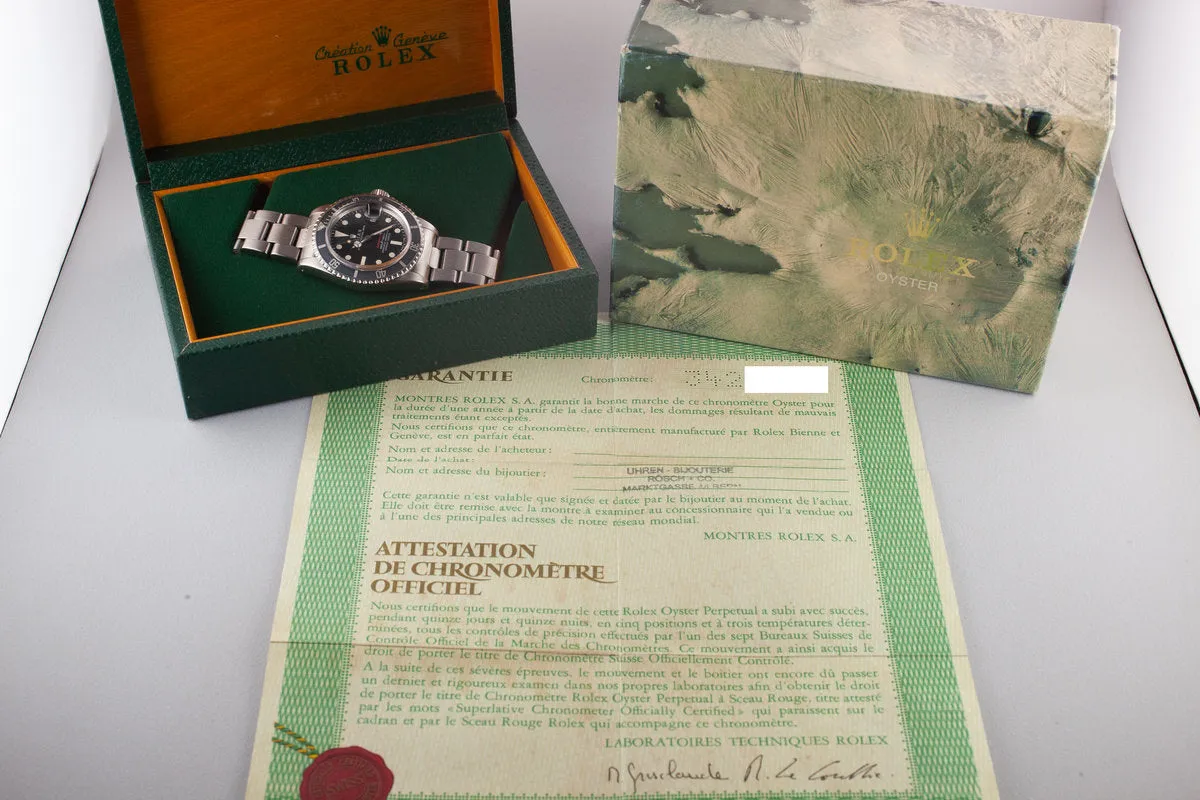 Création Genève
ROLEX
ROLEX
OYSTER
GARANTIE
Chronomètre: 342
MONTRES ROLEX S.A. garantit la bonne marche de ce chronomètre Oyster pour
la durée d'une année à partir de la date d'achat, les dommages résultant de mauvais
traitements étant exceptés.
Nous certifions que ce chronomètre, entièrement manufacturé par Rolex Bienne et
Genève, est en parfait état.
Nom et adresse de l'acheteur:
Date de l'achat:
Nom et adresse du bijoutier:
UHREN - BIJOUTERIE
RÖSCH + CO.
MARKTGASSE
Cette garantie n'est valable que signée et datée par le bijoutier au moment de l'achat.
Elle doit être remise avec la montre à examiner au concessionnaire qui l'a vendue ou
à l'une des principales adresses de notre réseau mondial.
MONTRES ROLEX S.A.
ATTESTATION
DE CHRONOMÈTRE
OFFICIEL
Nous certifions que le mouvement de cette Rolex Oyster Perpetual a subi avec succès,
pendant quinze jours et quinze nuits, en cinq positions et à trois températures déter-
minées, tous les contrôles de précision effectués par l'un des sept Bureaux Suisses de
Contrôle Officiel de la Marche des Chronomètres. Ce mouvement a ainsi acquis le
droit de porter le titre de Chronomètre Suisse Officiellement Contrôlé.
A la suite de ces sévères épreuves, le mouvement et le boîtier ont encore dû passer
un dernier et rigoureux examen dans nos propres laboratoires afin d'obtenir le droit
de porter le titre de Chronomètre Rolex Oyster Perpetual à Sceau Rouge, titre attesté
par les mots «Superlative Chronometer Officially Certified» qui paraissent sur le
cadran et par le Sceau Rouge Rolex qui accompagne ce chronomètre.
LABORATOIRES TECHNIQUES ROLEX